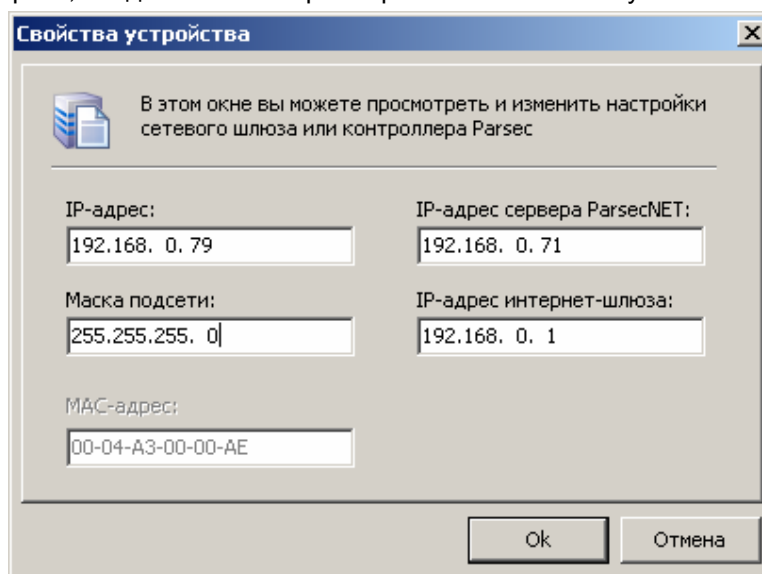 Свойства устройства
В этом окне вы можете просмотреть и изменить настройки
сетевого шлюза или контроллера Parsec
IP-адрес:
IP-адрес сервера ParsecNET:
192.168. 0. 79
192.168. 0. 71
Маска подсети:
IP-адрес интернет-шлюза:
255.255.255. 0
192.168. 0. 1
MAC-адрес:
00-04-A3-00-00-AE
Ok
Отмена